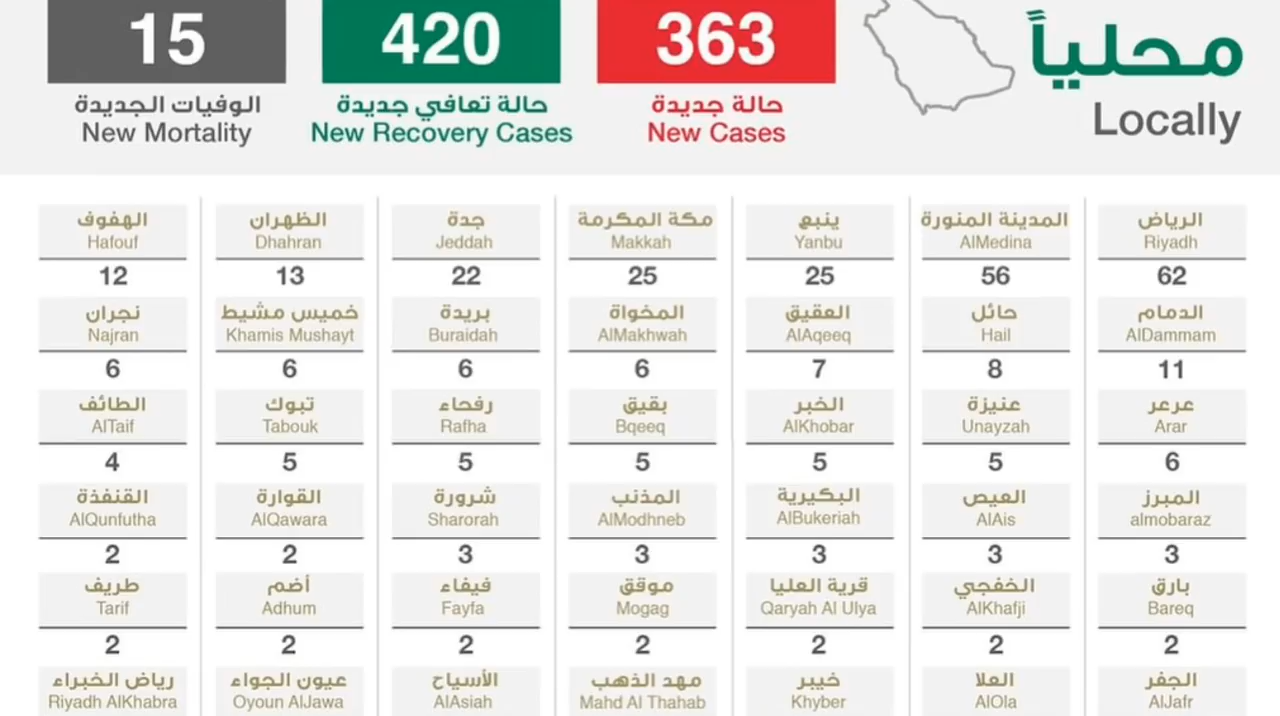 محلياً
Locally
363
حالة جديدة
New Cases
420
حالة تعافي جديدة
New Recovery Cases
15
الوفيات الجديدة
New Mortality
الرياض
Riyadh
62
المدينة المنورة
AlMedina
56
ينبع
Yanbu
25
مكة المكرمة
Makkah
25
جدة
Jeddah
22
الظهران
Dhahran
13
الهفوف
Hafouf
12
الدمام
AlDammam
11
حائل
Hail
8
العقيق
AlAqeeq
7
المخواة
AlMakhwah
6
بريدة
Buraidah
6
خميس مشيط
Khamis Mushayt
6
نجران
Najran
6
عرعر
Arar
6
عنيزة
Unayzah
5
الخبر
AlKhobar
5
بقيق
Bqeeq
5
رفحاء
Rafha
5
تبوك
Tabouk
5
الطائف
AlTaif
4
المبرز
almobaraz
3
العيص
AlAis
3
البكيرية
AlBukeriah
3
المذنب
AlModhneb
3
شرورة
Sharorah
3
القوارة
AlQawara
2
القنفذة
AlQunfutha
2
بارق
Bareq
2
الخفجي
AlKhafji
2
قرية العليا
Qaryah Al Ulya
2
موقق
Mogag
2
فيفاء
Fayfa
2
أضم
Adhum
2
طريف
Tarif
2
الجفر
AlJafr
العلا
AlOla
خيبر
Khyber
مهد الذهب
Mahd Al Thahab
الأسياح
AlAsiah
عيون الجواء
Oyoun AlJawa
رياض الخبراء
Riyadh AlKhabra